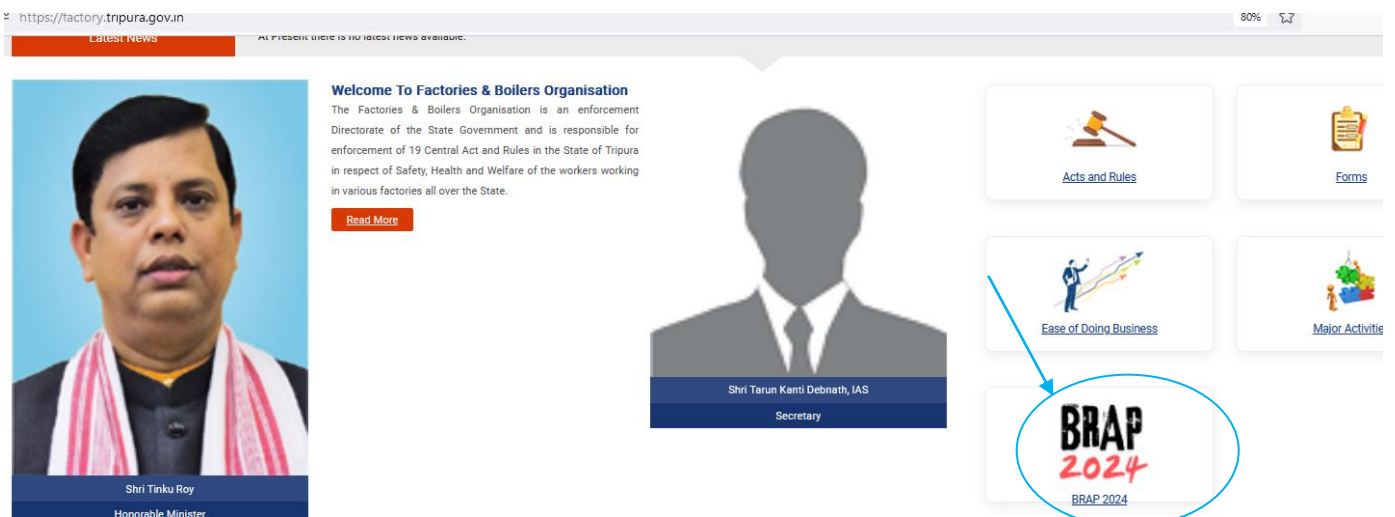 https://factory.tripura.gov.in
80%
Latest News
At Present there is no latest news available.
Welcome To Factories & Boilers Organisation
The Factories & Boilers Organisation is an enforcement
Directorate of the State Government and is responsible for
enforcement of 19 Central Act and Rules in the State of Tripura
in respect of Safety, Health and Welfare of the workers working
in various factories all over the State.
Read More
Shri Tinku Roy
Honorable Minister
Shri Tarun Kanti Debnath, IAS
Secretary
Acts and Rules
Forms
Ease of Doing Business
Major Activitie
BRAP
2024
BRAP 2024